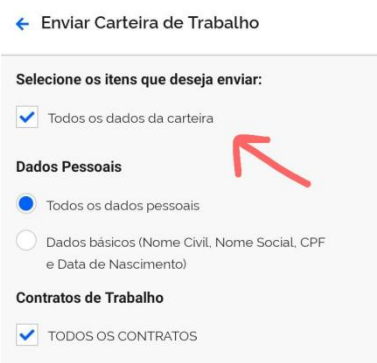 Enviar Carteira de Trabalho
Selecione os itens que deseja enviar:
Todos os dados da carteira
Dados Pessoais
Todos os dados pessoais
Dados básicos (Nome Civil, Nome Social, CPF
e Data de Nascimento)
Contratos de Trabalho
TODOS OS CONTRATOS